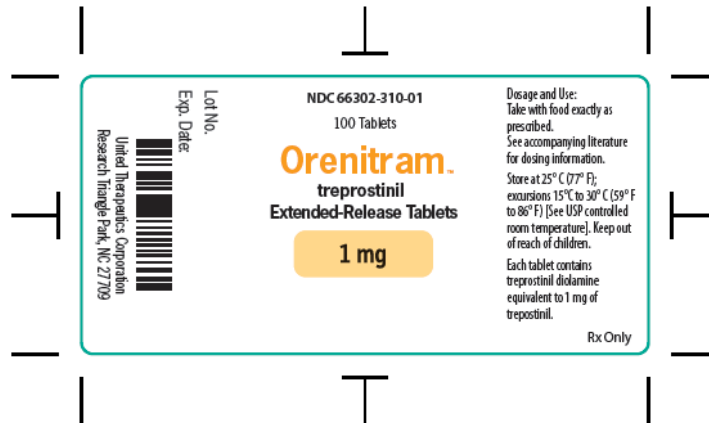 Lot No.
Exp. Date:
United Therapeutics Corporation
Research Triangle Park, NC 27709
NDC 66302-310-01
100 Tablets
Orenitram™
treprostinil
Extended-Release Tablets
1 mg
Dosage and Use:
Take with food exactly as
prescribed.
See accompanying literature
for dosing information.
Store at 25° C (77° F);
excursions 15°C to 30° C (59° F
to 86° F) [See USP controlled
room temperature]. Keep out
of reach of children.
Each tablet contains
treprostinil diolamine
equivalent to 1 mg of
trepostinil.
Rx Only